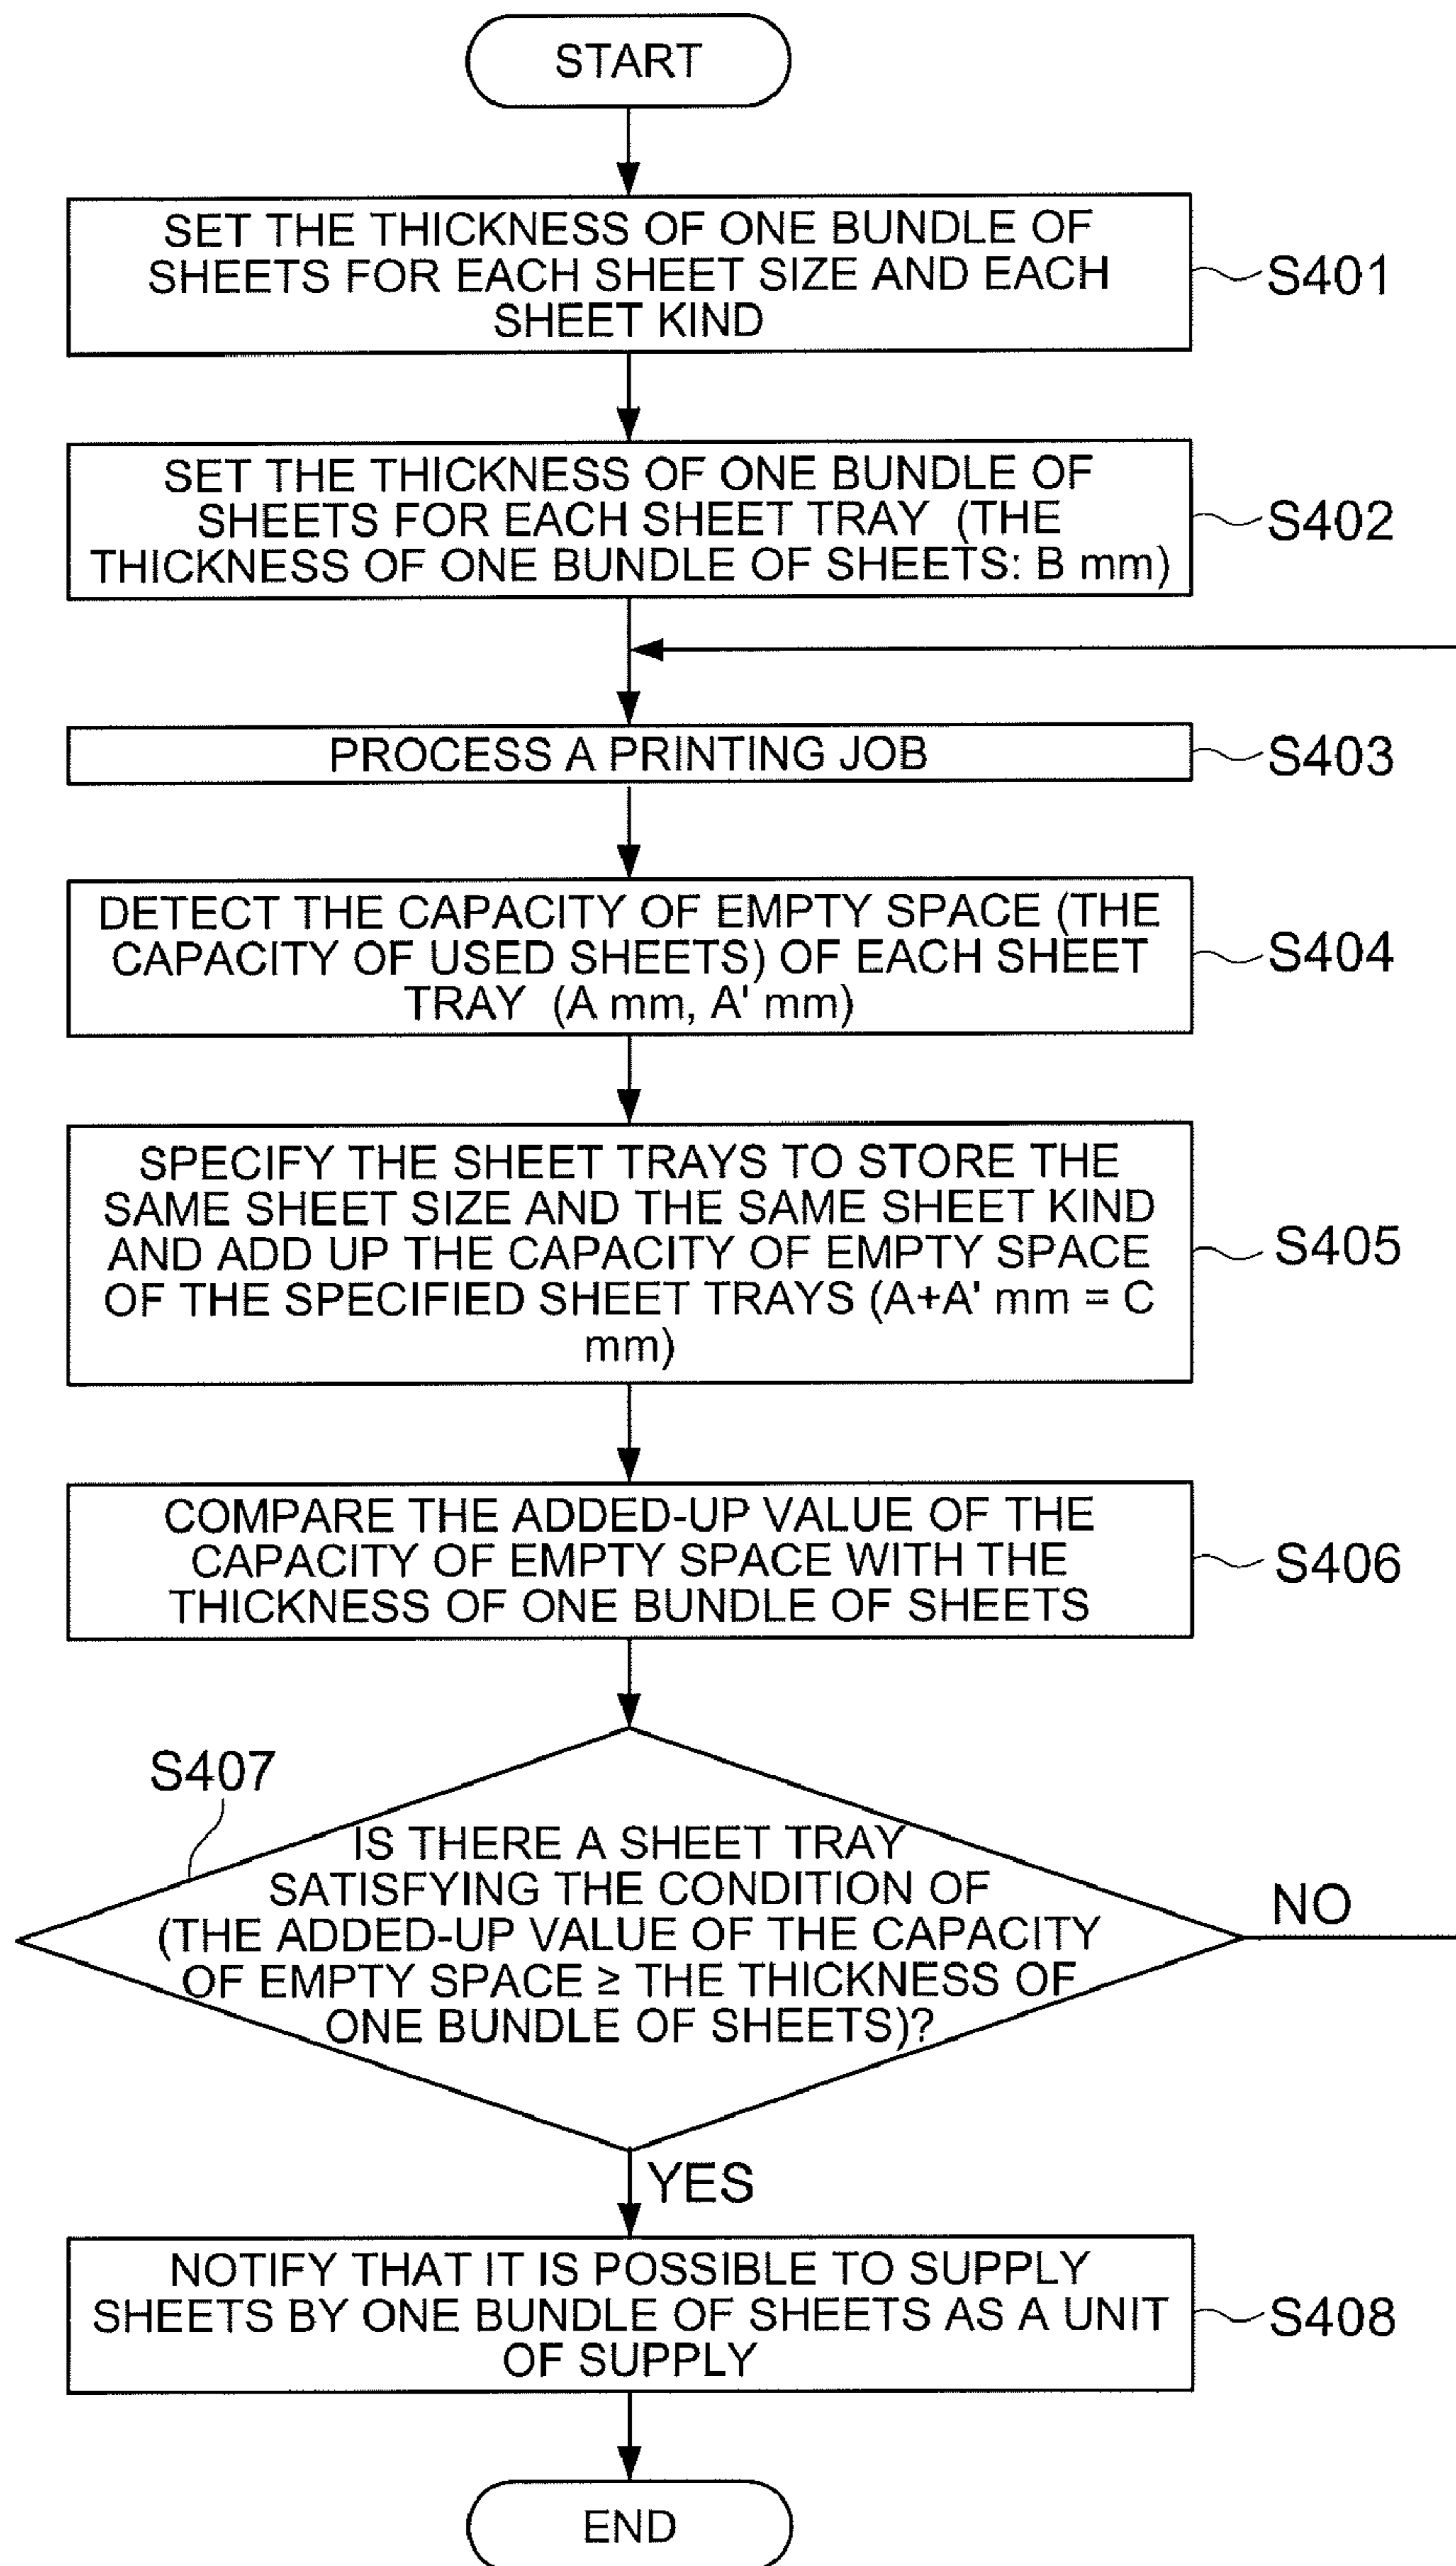 START
SET THE THICKNESS OF ONE BUNDLE OF
SHEETS FOR EACH SHEET SIZE AND EACH
SHEET KIND
S401
SET THE THICKNESS OF ONE BUNDLE OF
SHEETS FOR EACH SHEET TRAY (THE
THICKNESS OF ONE BUNDLE OF SHEETS: B mm)
S402
PROCESS A PRINTING JOB
S403
DETECT THE CAPACITY OF EMPTY SPACE (THE
CAPACITY OF USED SHEETS) OF EACH SHEET
TRAY (A mm, A' mm)
S404
SPECIFY THE SHEET TRAYS TO STORE THE
SAME SHEET SIZE AND THE SAME SHEET KIND
AND ADD UP THE CAPACITY OF EMPTY SPACE
OF THE SPECIFIED SHEET TRAYS (A+A' mm = C
mm)
S405
COMPARE THE ADDED-UP VALUE OF THE
CAPACITY OF EMPTY SPACE WITH THE
THICKNESS OF ONE BUNDLE OF SHEETS
S406
S407
IS THERE A SHEET TRAY
SATISFYING THE CONDITION OF
(THE ADDED-UP VALUE OF THE CAPACITY
OF EMPTY SPACE ≥ THE THICKNESS OF
ONE BUNDLE OF SHEETS)?
NO
YES
NOTIFY THAT IT IS POSSIBLE TO SUPPLY
SHEETS BY ONE BUNDLE OF SHEETS AS A UNIT
OF SUPPLY
S408
END